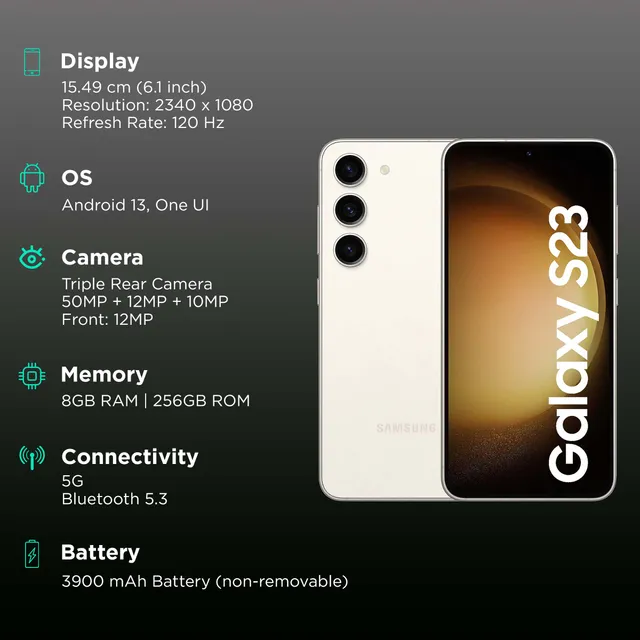 Display
15.49 cm (6.1 inch)
Resolution: 2340 x 1080
Refresh Rate: 120 Hz
OS
Android 13, One UI
Camera
Triple Rear Camera
50MP + 12MP + 10MP
Front: 12MP
Memory
8GB RAM | 256GB ROM
Connectivity
5G
Bluetooth 5.3
Battery
3900 mAh Battery (non-removable)
SAMSUNG
Galaxy S23